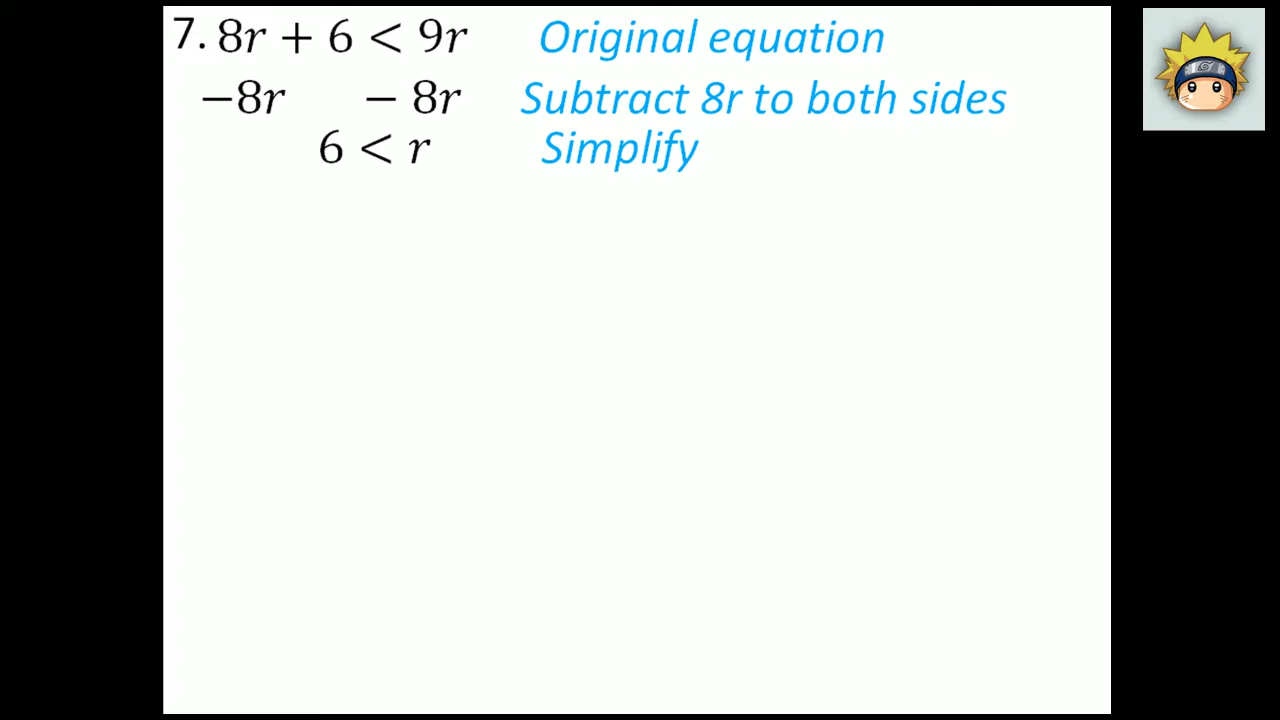 7. 8r + 6 < 9r Original equation
−8r − 8r Subtract 8r to both sides
6 < r Simplify